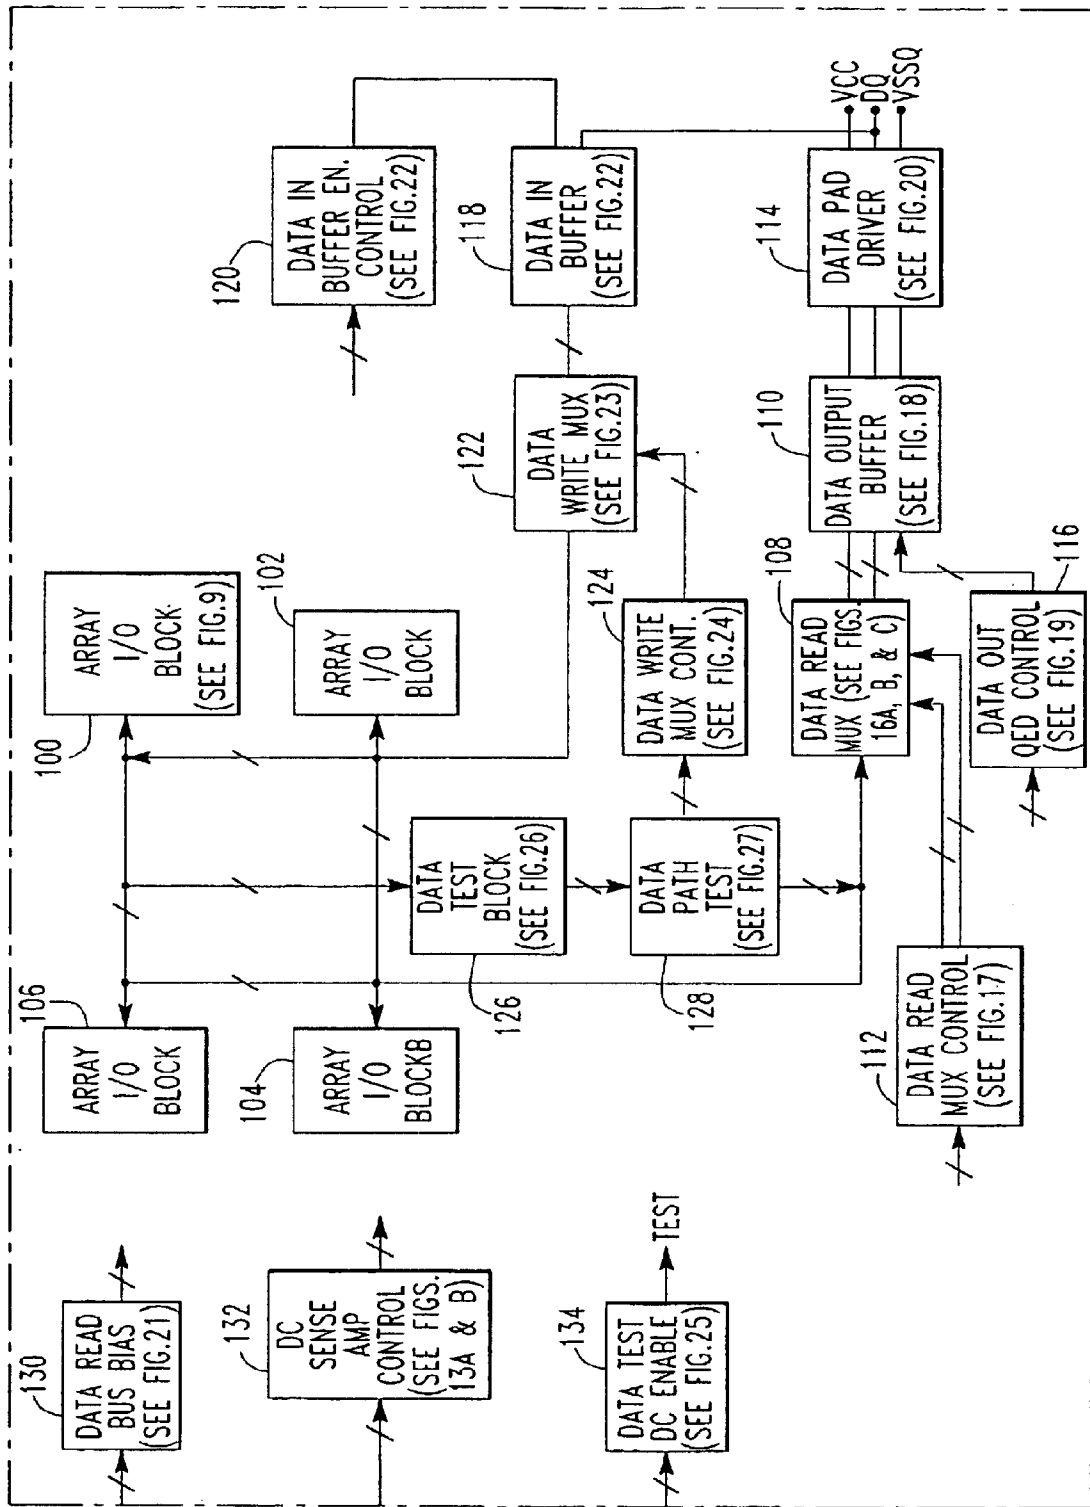 130
DATA READ
BUS BIAS
(SEE FIG.21)
132
DC
SENSE
AMP
CONTROL
(SEE FIGS.
13A & B)
134
DATA TEST
DC ENABLE
(SEE FIG.25)
TEST
106
ARRAY
I/O
BLOCK
104
ARRAY
I/O
BLOCKB
100
ARRAY
I/O
BLOCK
(SEE FIG.9)
102
ARRAY
I/O
BLOCK
126
DATA
TEST
BLOCK
(SEE FIG.26)
128
DATA
PATH
TEST
(SEE FIG.27)
112
DATA READ
MUX CONTROL
(SEE FIG.17)
124
DATA WRITE
MUX CONT.
(SEE FIG.24)
108
DATA READ
MUX (SEE FIGS.
16A, B, & C)
116
DATA OUT
QED CONTROL
(SEE FIG.19)
122
DATA
WRITE MUX
(SEE FIG.23)
110
DATA OUTPUT
BUFFER
(SEE FIG.18)
120
DATA IN
BUFFER EN.
CONTROL
(SEE FIG.22)
118
DATA IN
BUFFER
(SEE FIG.22)
114
DATA PAD
DRIVER
(SEE FIG.20)
VCC
DQ
VSSQ